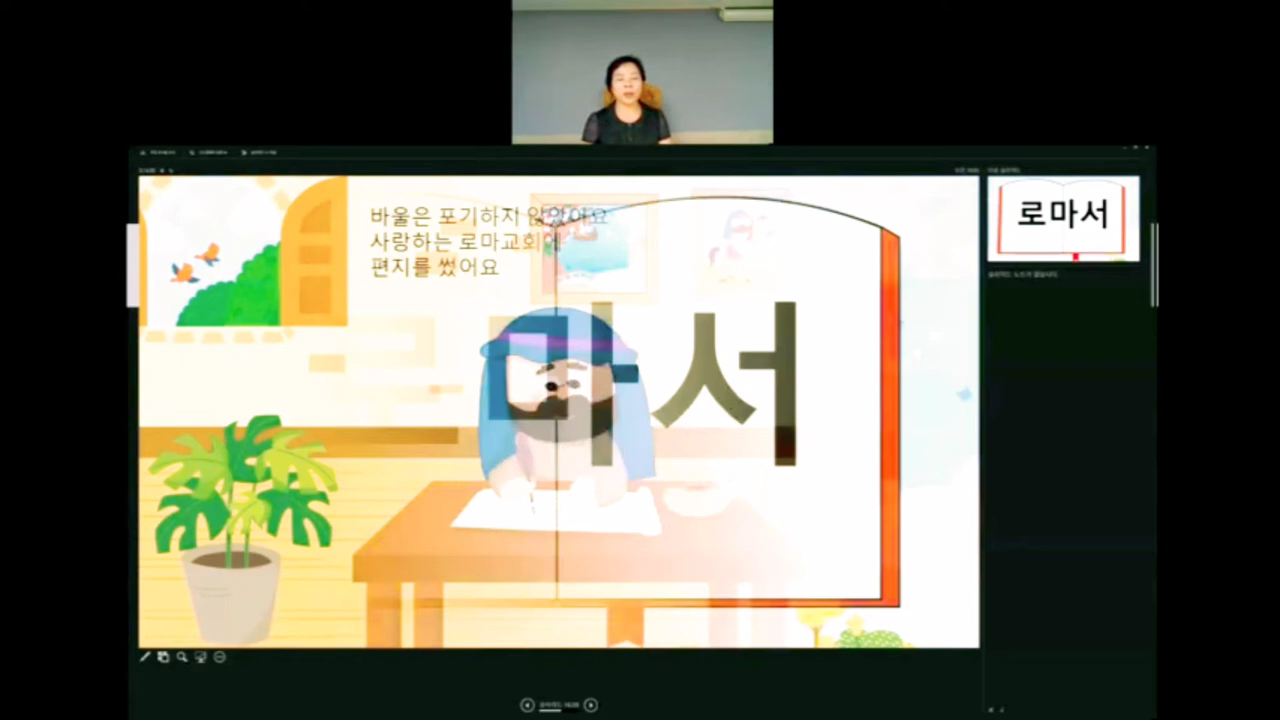 바울은 포기하지 않았어요
사랑하는 로마교회에
편지를 썼어요
로마서
로마서